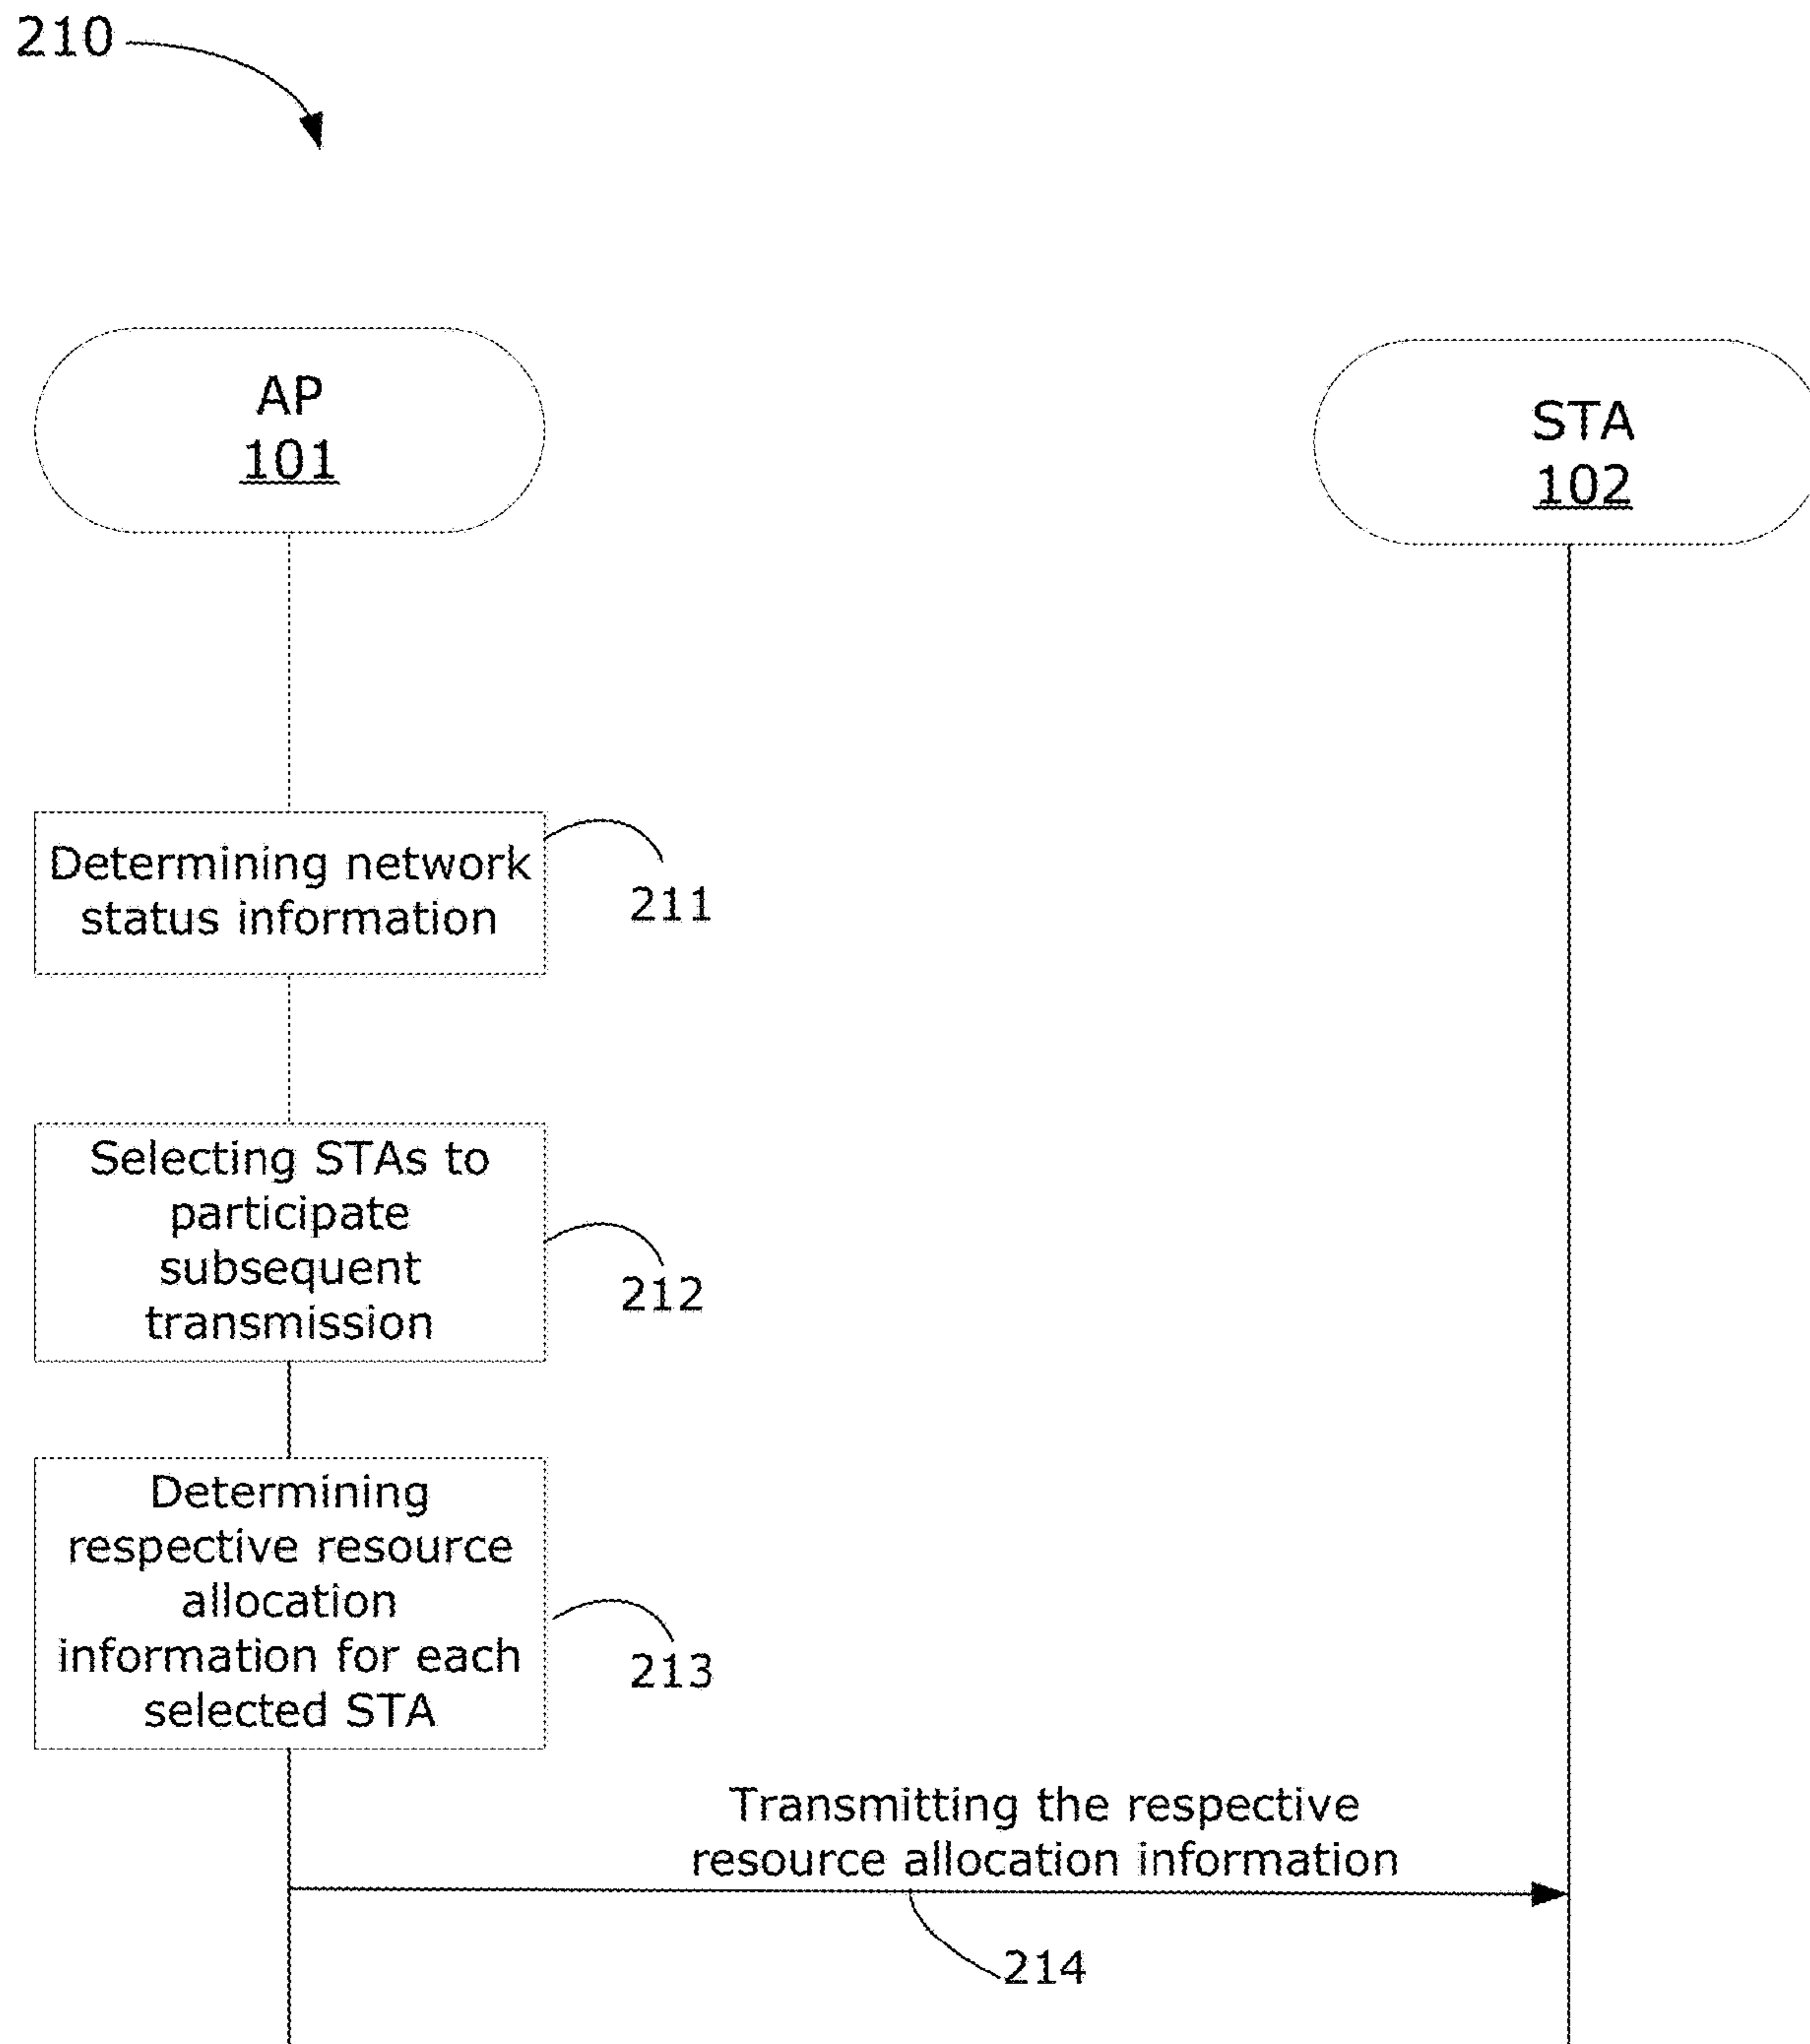 210
AP
101
STA
102
Determining network
status information
211
Selecting STAs to
participate
subsequent
transmission
212
Determining
respective resource
allocation
information for each
selected STA
213
Transmitting the respective
resource allocation information
214